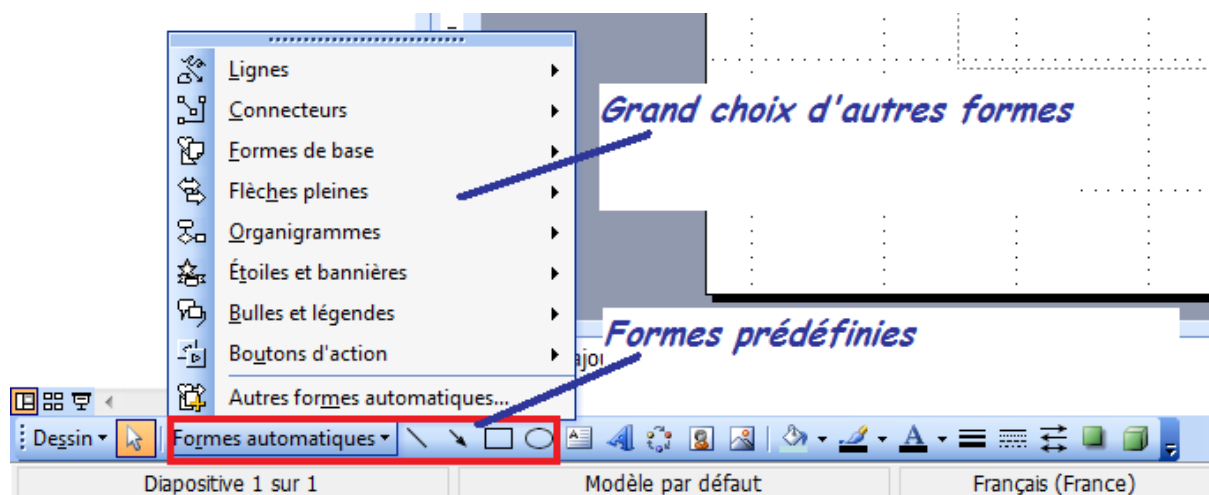 Lignes
Connecteurs
Formes de base
Flèches pleines
Organigrammes
Étoiles et bannières
Bulles et légendes
Boutons d'action
Autres formes automatiques...
Grand choix d'autres formes
Formes prédéfinies
Dessin
Formes automatiques
Diapositive 1 sur 1
Modèle par défaut
Français (France)